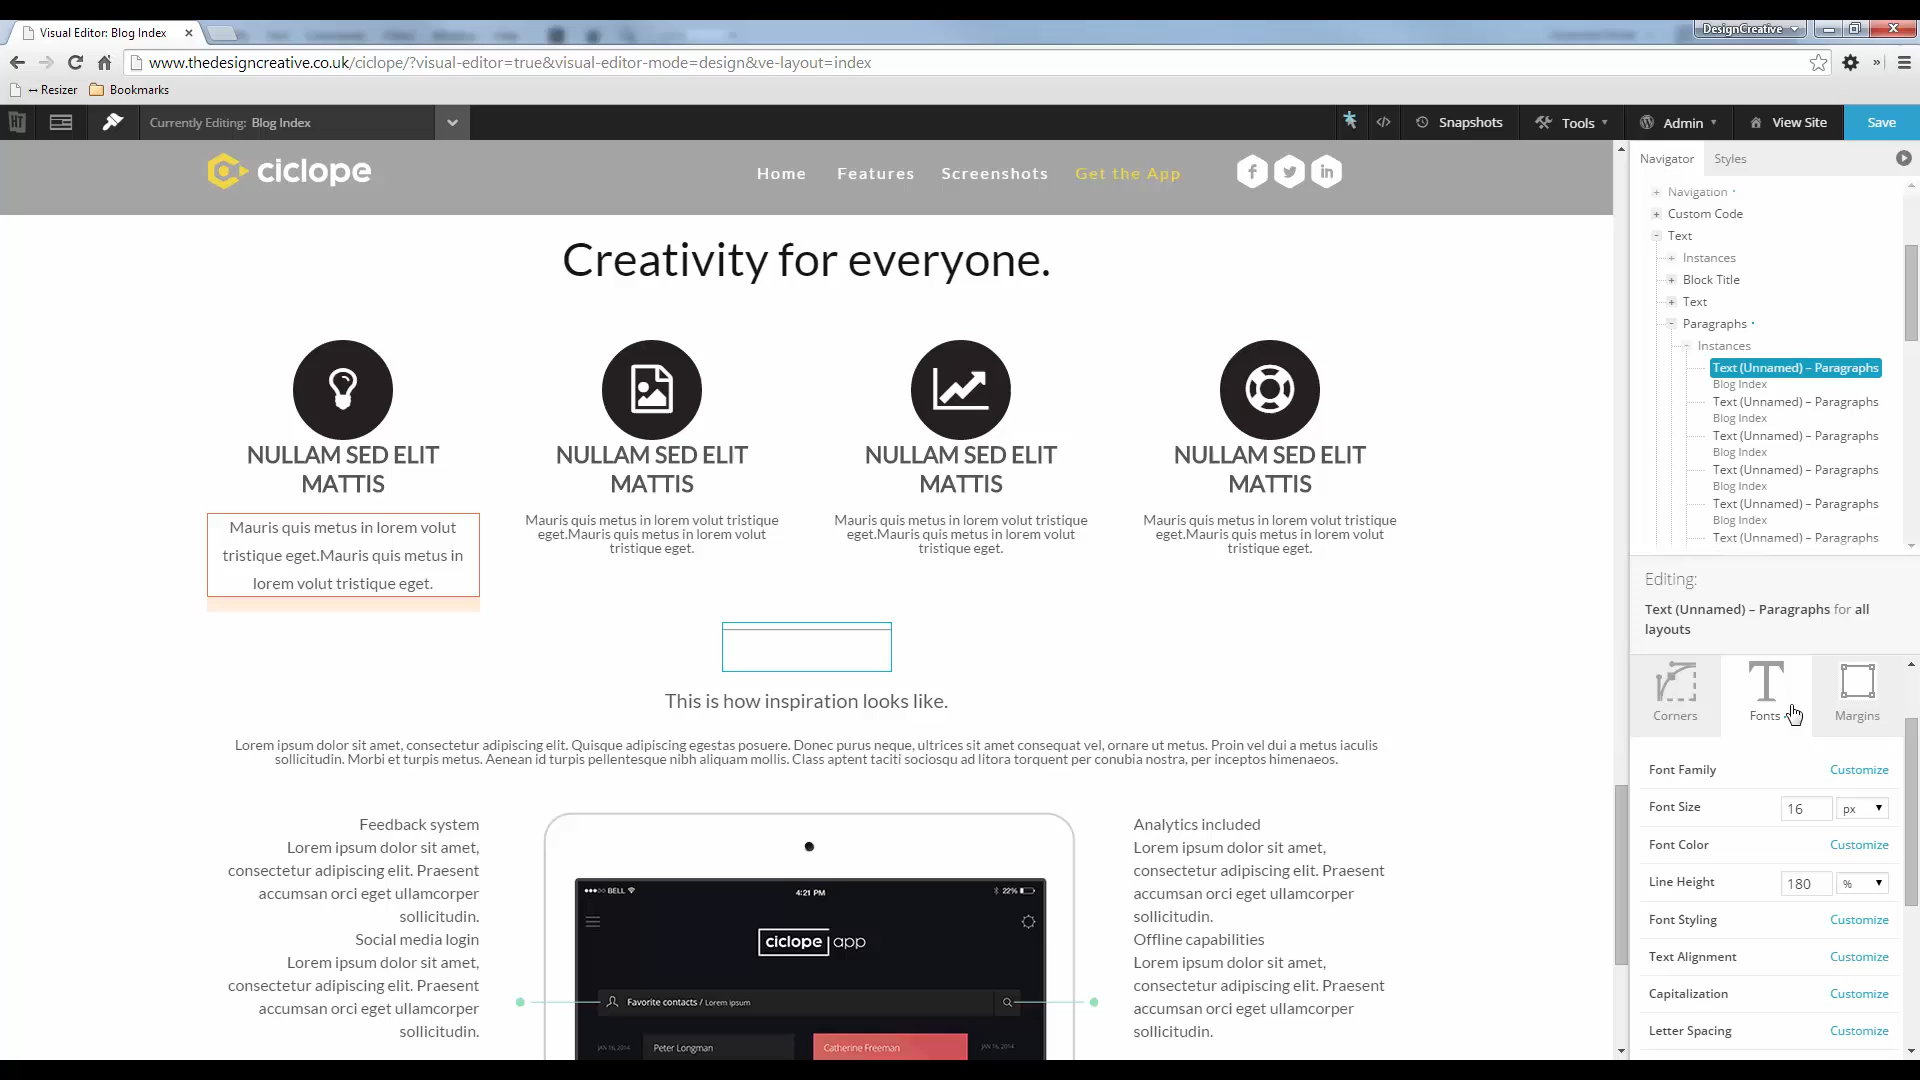 Visual Editor: Blog Index
DesignCreative
www.thedesigncreative.co.uk/ciclope/?visual-editor=true&visual-editor-mode=design&ve-layout=index
↔ Resizer
Bookmarks
HT
Currently Editing: Blog Index
Snapshots
Tools
Admin
View Site
Save
ciclope
Home
Features
Screenshots
Get the App
Creativity for everyone.
NULLAM SED ELIT
MATTIS
Mauris quis metus in lorem volut
tristique eget.Mauris quis metus in
lorem volut tristique eget.
NULLAM SED ELIT
MATTIS
Mauris quis metus in lorem volut tristique
eget.Mauris quis metus in lorem volut
tristique eget.
NULLAM SED ELIT
MATTIS
Mauris quis metus in lorem volut tristique
eget.Mauris quis metus in lorem volut
tristique eget.
NULLAM SED ELIT
MATTIS
Mauris quis metus in lorem volut tristique
eget.Mauris quis metus in lorem volut
tristique eget.
This is how inspiration looks like.
Lorem ipsum dolor sit amet, consectetur adipiscing elit. Quisque adipiscing egestas posuere. Donec purus neque, ultrices sit amet consequat vel, ornare ut metus. Proin vel dui a metus iaculis
sollicitudin. Morbi et turpis metus. Aenean id turpis pellentesque nibh aliquam mollis. Class aptent taciti sociosqu ad litora torquent per conubia nostra, per inceptos himenaeos.
Feedback system
Lorem ipsum dolor sit amet,
consectetur adipiscing elit. Praesent
accumsan orci eget ullamcorper
sollicitudin.
Social media login
Lorem ipsum dolor sit amet,
consectetur adipiscing elit. Praesent
accumsan orci eget ullamcorper
sollicitudin.
BELL
4:21 PM
22%
ciclope app
Favorite contacts / Lorem ipsum
JAN 16, 2014
Peter Longman
Catherine Freeman
JAN 16, 2014
Analytics included
Lorem ipsum dolor sit amet,
consectetur adipiscing elit. Praesent
accumsan orci eget ullamcorper
sollicitudin.
Offline capabilities
Lorem ipsum dolor sit amet,
consectetur adipiscing elit. Praesent
accumsan orci eget ullamcorper
sollicitudin.
Navigator
Styles
Navigation
Custom Code
Text
Instances
Block Title
Text
Paragraphs
Instances
Text (Unnamed) – Paragraphs
Blog Index
Text (Unnamed) – Paragraphs
Blog Index
Text (Unnamed) – Paragraphs
Blog Index
Text (Unnamed) – Paragraphs
Blog Index
Text (Unnamed) – Paragraphs
Blog Index
Text (Unnamed) – Paragraphs
Editing:
Text (Unnamed) – Paragraphs for all
layouts
Corners
Fonts
Margins
Font Family Customize
Font Size 16 px
Font Color Customize
Line Height 180 %
Font Styling Customize
Text Alignment Customize
Capitalization Customize
Letter Spacing Customize